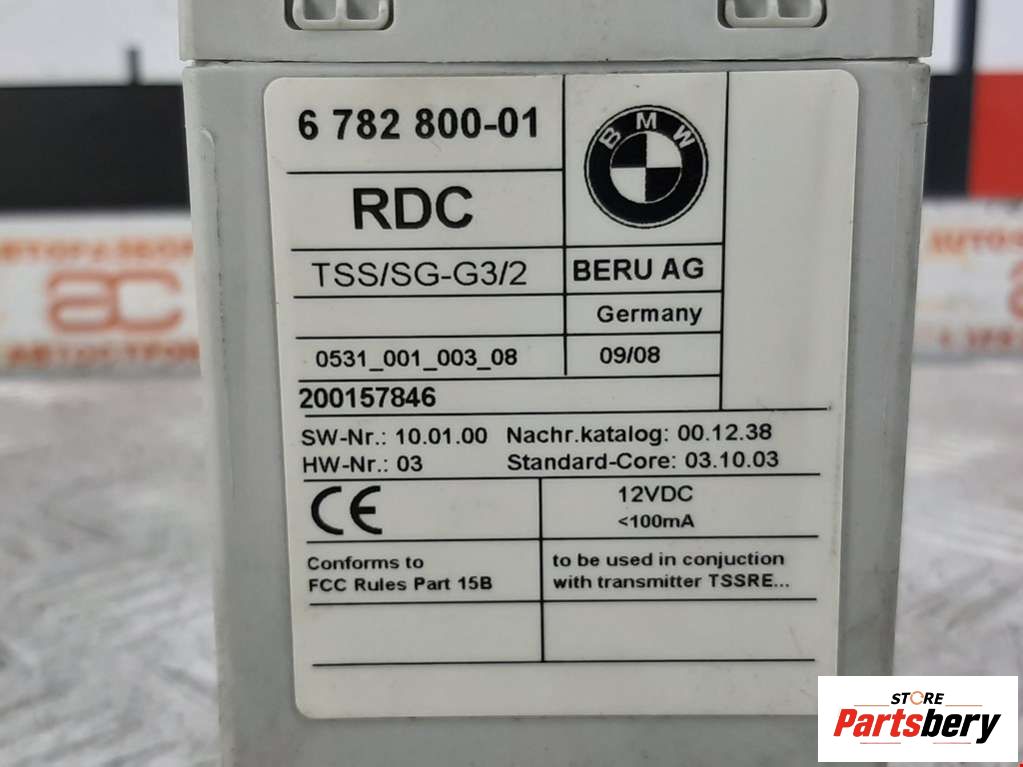 6 782 800-01
BMW
RDC
TSS/SG-G3/2
BERU AG
Germany
0531_001_003_08
09/08
200157846
SW-Nr.: 10.01.00 Nachr.katalog: 00.12.38
HW-Nr.: 03 Standard-Core: 03.10.03
CE
12VDC
<100mA
Conforms to
FCC Rules Part 15B
to be used in conjuction
with transmitter TSSRE...
STORE
Partsbery